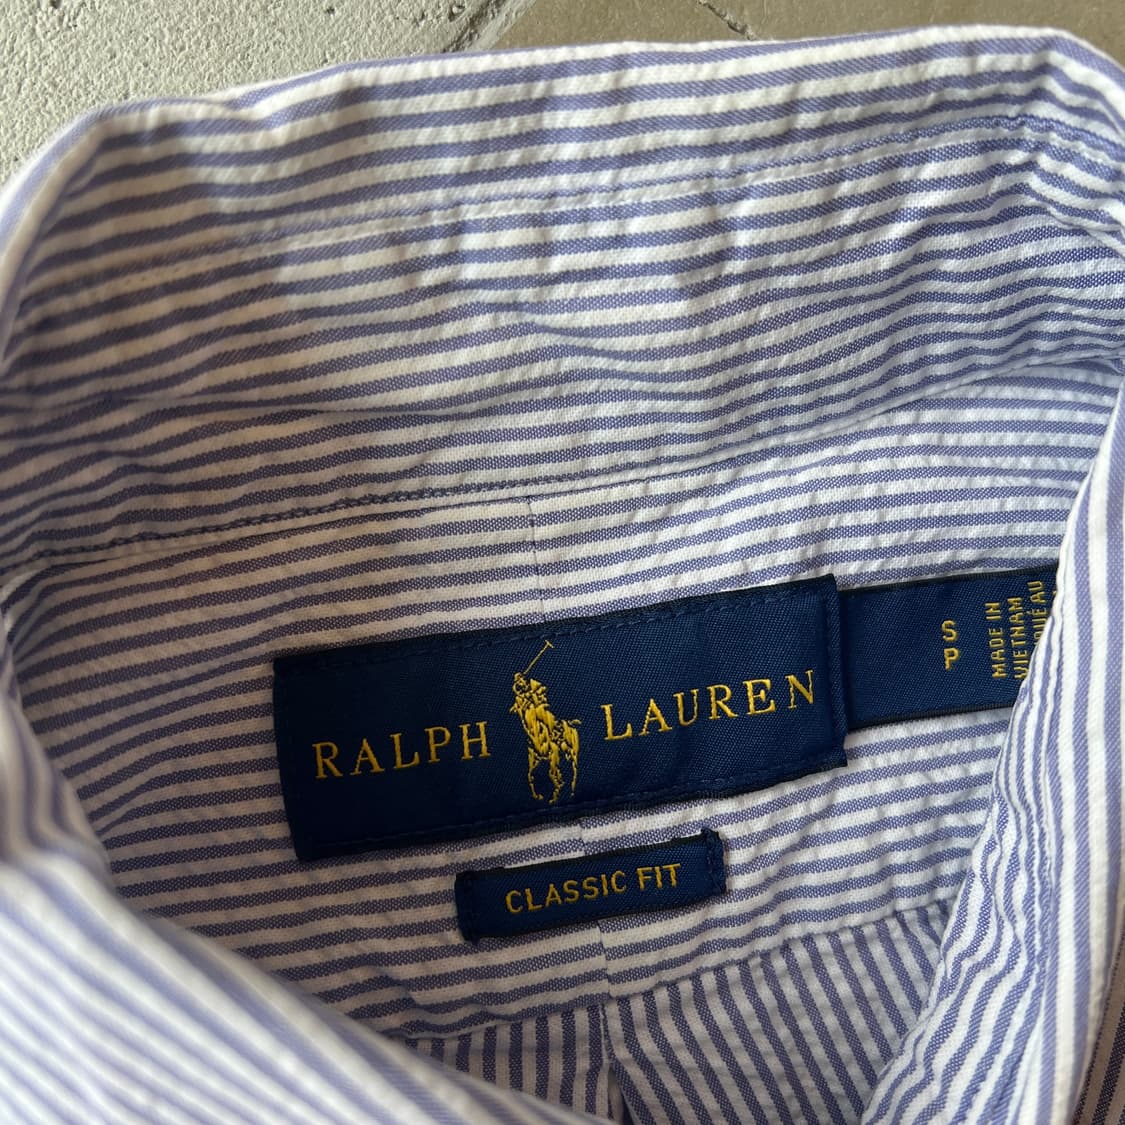 RALPH LAUREN
CLASSIC FIT
S
P
MADE IN
VIETNAM